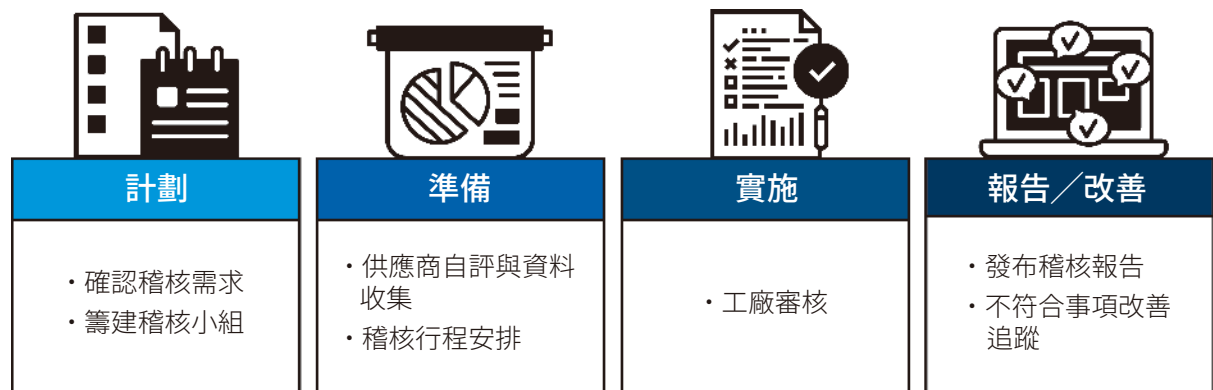 計劃
・確認稽核需求
・籌建稽核小組
準備
・供應商自評與資料
收集
・稽核行程安排
實施
・工廠審核
報告／改善
・發布稽核報告
・不符合事項改善
追蹤